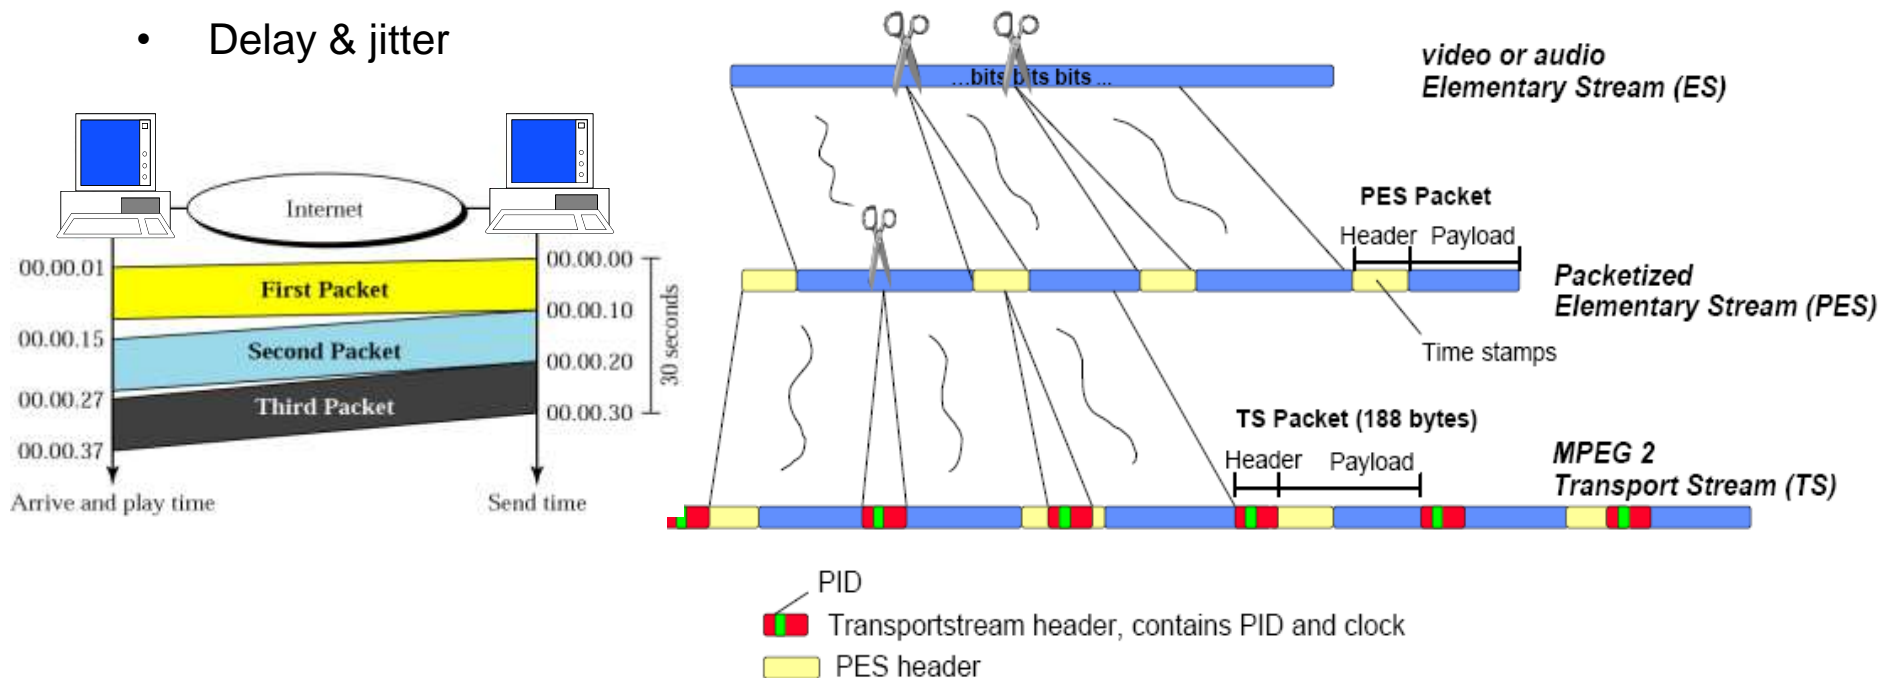 • Delay & jitter
Internet
00.00.01
00.00.15
00.00.27
00.00.37
First Packet
Second Packet
Third Packet
00.00.00
00.00.10
00.00.20
00.00.30
30 seconds
Arrive and play time
Send time
...bits bits bits ...
video or audio
Elementary Stream (ES)
PES Packet
Header Payload
Packetized
Elementary Stream (PES)
Time stamps
TS Packet (188 bytes)
Header Payload
MPEG 2
Transport Stream (TS)
PID
Transportstream header, contains PID and clock
PES header